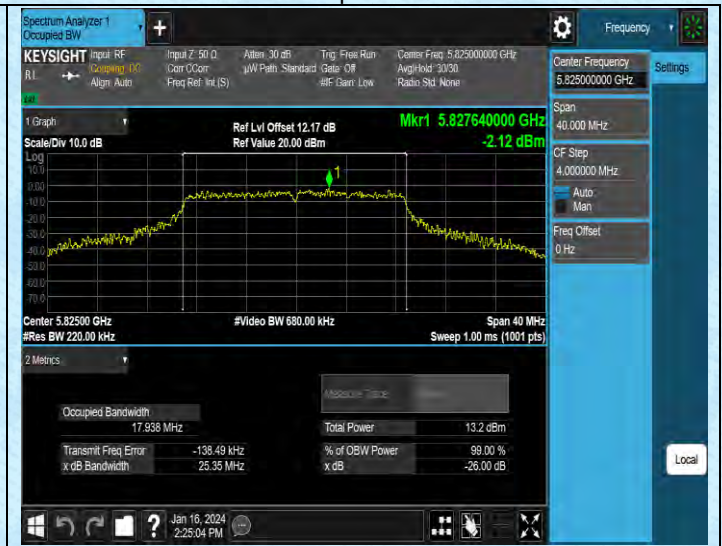 Spectrum Analyzer 1
Occupied BW
Frequency
KEYSIGHT Input: RF Input Z: 50 Ω Atten: 30 dB Trig: Free Run Center Freq: 5.825000000 GHz
RL Coupling: DC Corr CCorr µW Path: Standard Gate: Off Avg|Hold: 30/30
Align: Auto Freq Ref: Int (S) #IF Gain: Low Radio Std: None
Center Frequency
5.825000000 GHz
Settings
Span
40.000 MHz
CF Step
4.000000 MHz
Auto
Man
Freq Offset
0 Hz
1 Graph
Ref Lvl Offset 12.17 dB
Mkr1 5.827640000 GHz
Scale/Div 10.0 dB
Ref Value 20.00 dBm
-2.12 dBm
Log
10.0
0.00
-10.0
-20.0
-30.0
-40.0
-50.0
-60.0
-70.0
1
Center 5.82500 GHz
#Video BW 680.00 kHz
Span 40 MHz
#Res BW 220.00 kHz
Sweep 1.00 ms (1001 pts)
2 Metrics
Measure Trace
Occupied Bandwidth
17.938 MHz
Total Power 13.2 dBm
Transmit Freq Error -138.49 kHz
% of OBW Power 99.00 %
x dB Bandwidth 25.35 MHz
x dB -26.00 dB
Local
Jan 16, 2024
2:25:04 PM